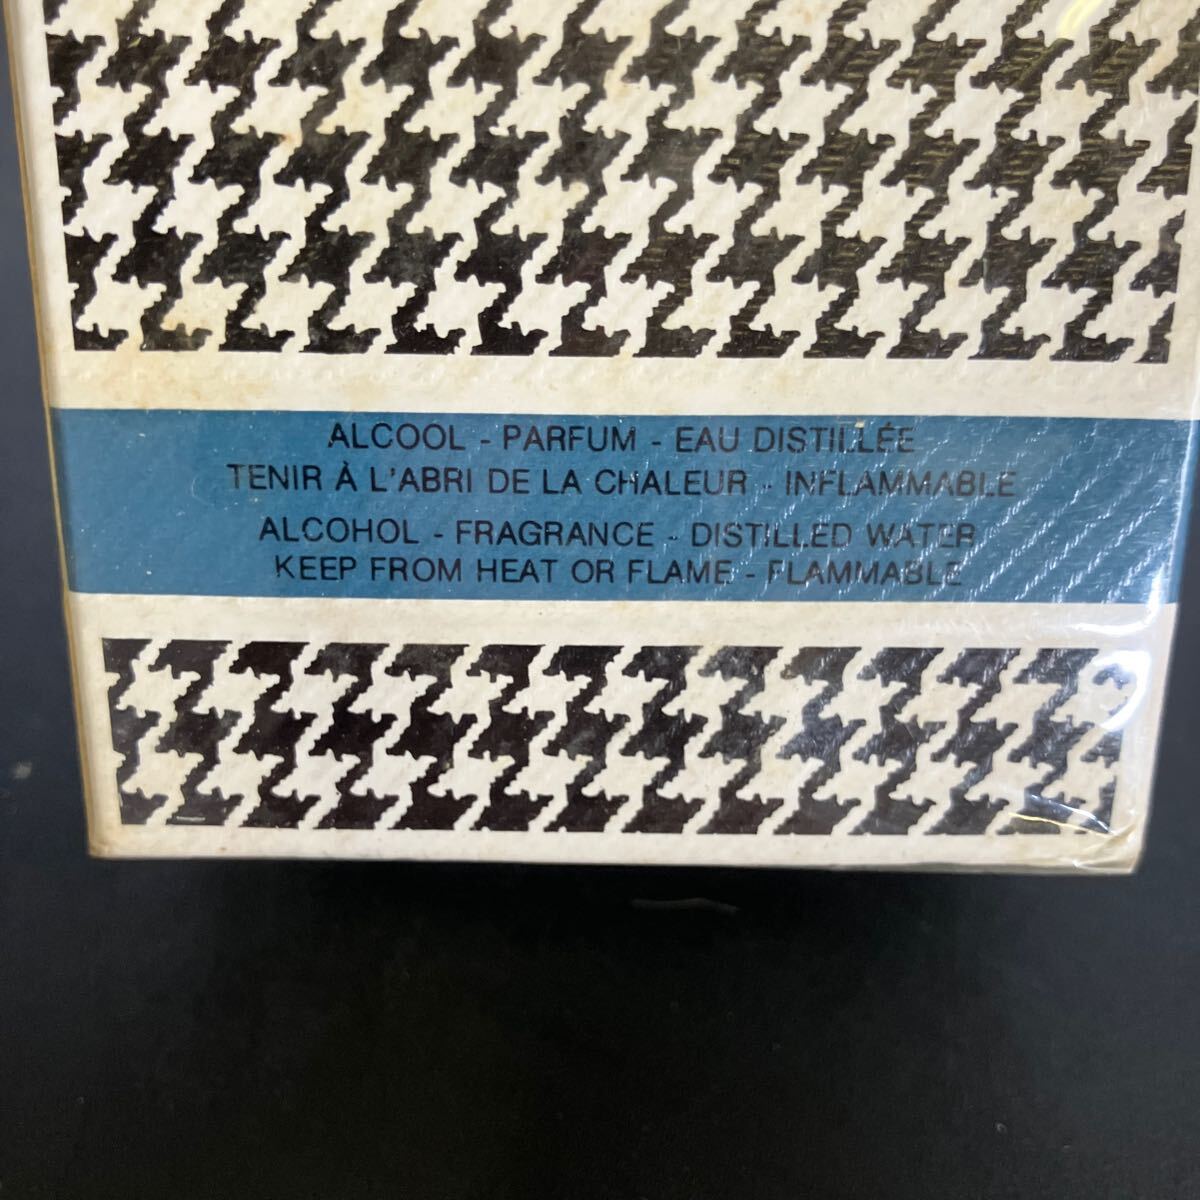 ALCOOL - PARFUM - EAU DISTILLÉE
TENIR À L'ABRI DE LA CHALEUR - INFLAMMABLE
ALCOHOL - FRAGRANCE - DISTILLED WATER
KEEP FROM HEAT OR FLAME - FLAMMABLE